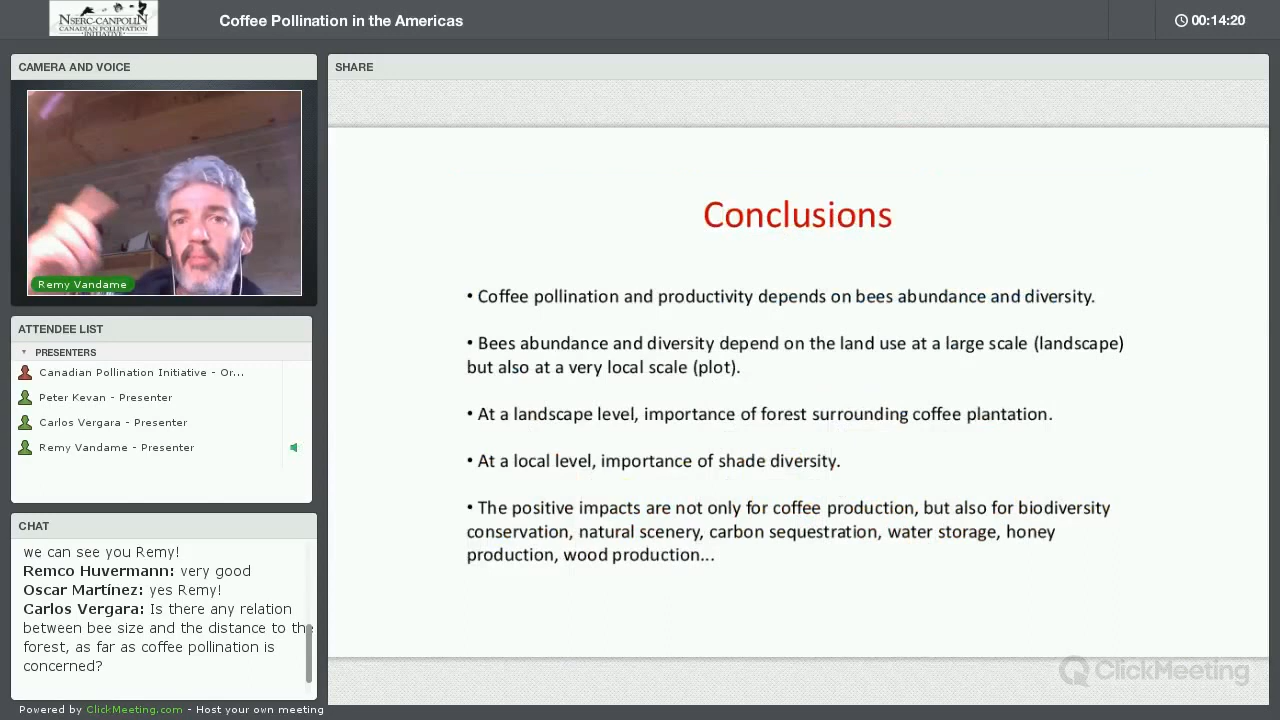 NSERC-CANPOLIN
CANADIAN POLLINATION
INITIATIVE
Coffee Pollination in the Americas
00:14:20
CAMERA AND VOICE
Remy Vandame
ATTENDEE LIST
PRESENTERS
Canadian Pollination Initiative - Or...
Peter Kevan - Presenter
Carlos Vergara - Presenter
Remy Vandame - Presenter
CHAT
we can see you Remy!
Remco Huvermann: very good
Oscar Martínez: yes Remy!
Carlos Vergara: Is there any relation
between bee size and the distance to the
forest, as far as coffee pollination is
concerned?
Powered by ClickMeeting.com - Host your own meeting
SHARE
Conclusions
• Coffee pollination and productivity depends on bees abundance and diversity.
• Bees abundance and diversity depend on the land use at a large scale (landscape)
but also at a very local scale (plot).
• At a landscape level, importance of forest surrounding coffee plantation.
• At a local level, importance of shade diversity.
• The positive impacts are not only for coffee production, but also for biodiversity
conservation, natural scenery, carbon sequestration, water storage, honey
production, wood production...
ClickMeeting